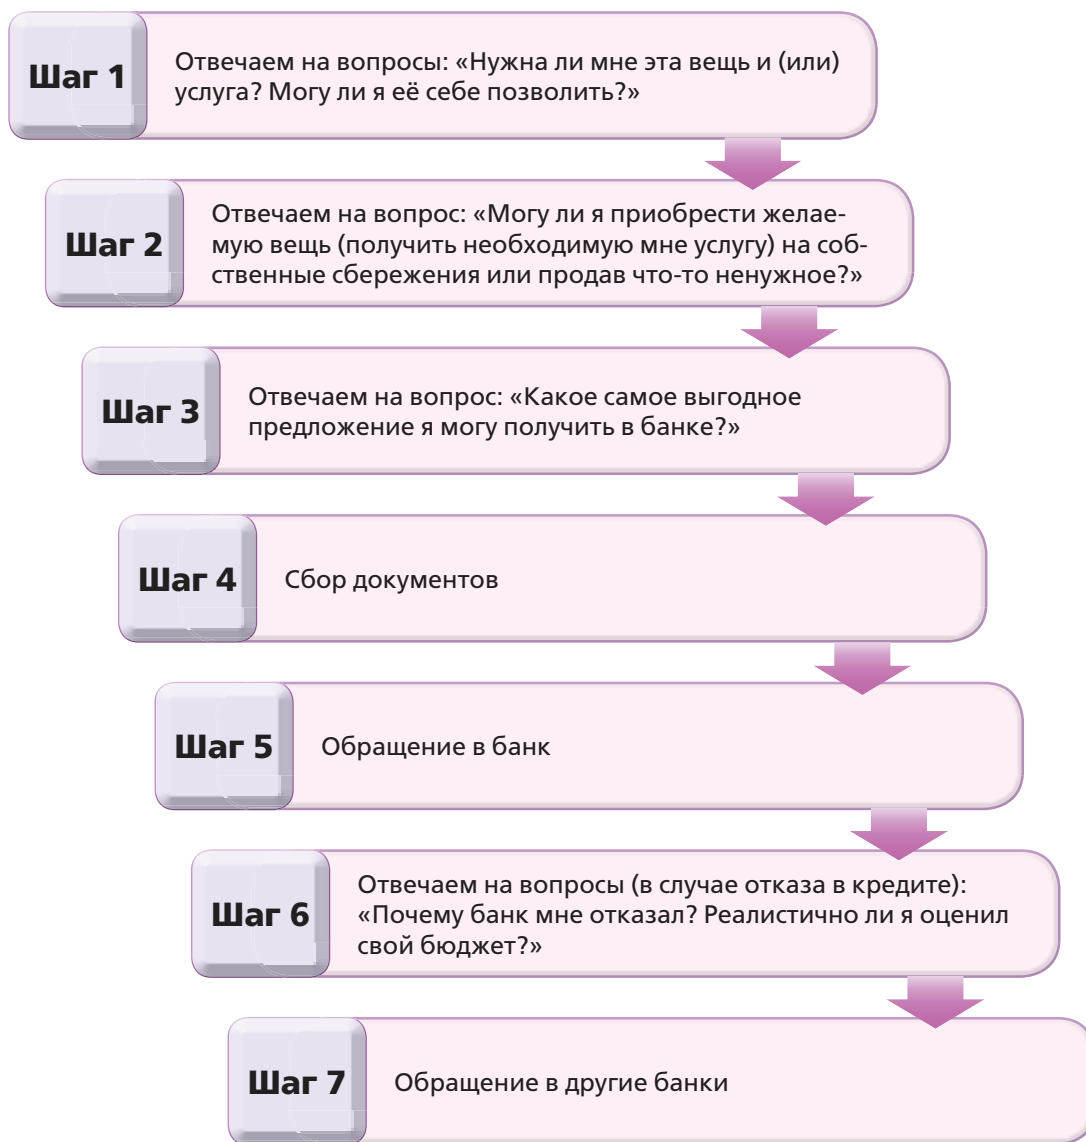 Шаг 1
Отвечаем на вопросы: «Нужна ли мне эта вещь и (или)
услуга? Могу ли я её себе позволить?»
Шаг 2
Отвечаем на вопрос: «Могу ли я приобрести желае-
мую вещь (получить необходимую мне услугу) на соб-
ственные сбережения или продав что-то ненужное?»
Шаг 3
Отвечаем на вопрос: «Какое самое выгодное
предложение я могу получить в банке?»
Шаг 4
Сбор документов
Шаг 5
Обращение в банк
Шаг 6
Отвечаем на вопросы (в случае отказа в кредите):
«Почему банк мне отказал? Реалистично ли я оценил
свой бюджет?»
Шаг 7
Обращение в другие банки